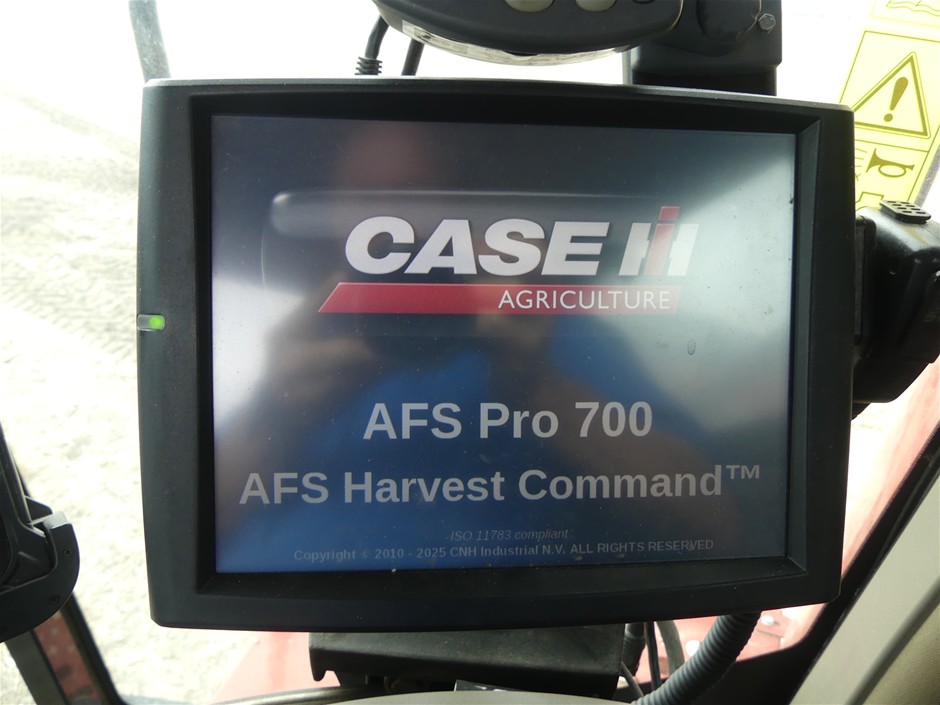 CASE IH
AGRICULTURE
AFS Pro 700
AFS Harvest Command™
ISO 11783 compliant
Copyright © 2010 - 2025 CNH Industrial N.V. ALL RIGHTS RESERVED